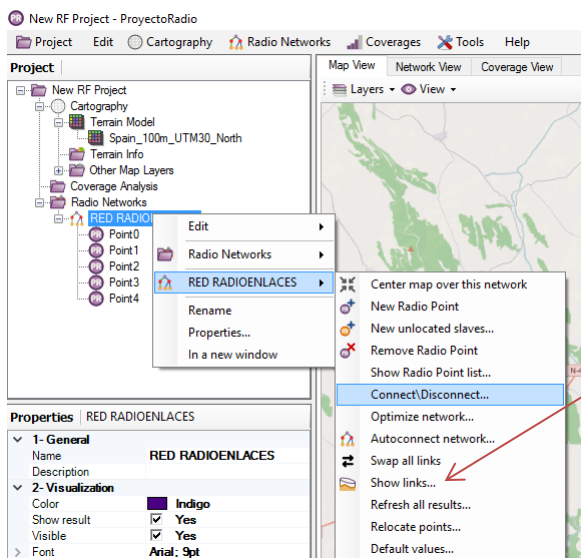 New RF Project - ProyectoRadio
Project Edit Cartography Radio Networks Coverages Tools Help
Project
Map View Network View Coverage View
Layers View
New RF Project
Cartography
Terrain Model
Spain_100m_UTM30_North
Terrain Info
Other Map Layers
Coverage Analysis
Radio Networks
RED RADIO
Point0
Point1
Point2
Point3
Point4
Edit
Radio Networks
RED RADIOENLACES
Rename
Properties...
In a new window
Center map over this network
New Radio Point
New unlocated slaves...
Remove Radio Point
Show Radio Point list...
Connect\Disconnect...
Optimize network...
Autoconnect network...
Swap all links
Show links...
Refresh all results...
Relocate points...
Default values...
Properties RED RADIOENLACES
1- General
Name RED RADIOENLACES
Description
2- Visualization
Color Indigo
Show result Yes
Visible Yes
Font Arial; 9pt